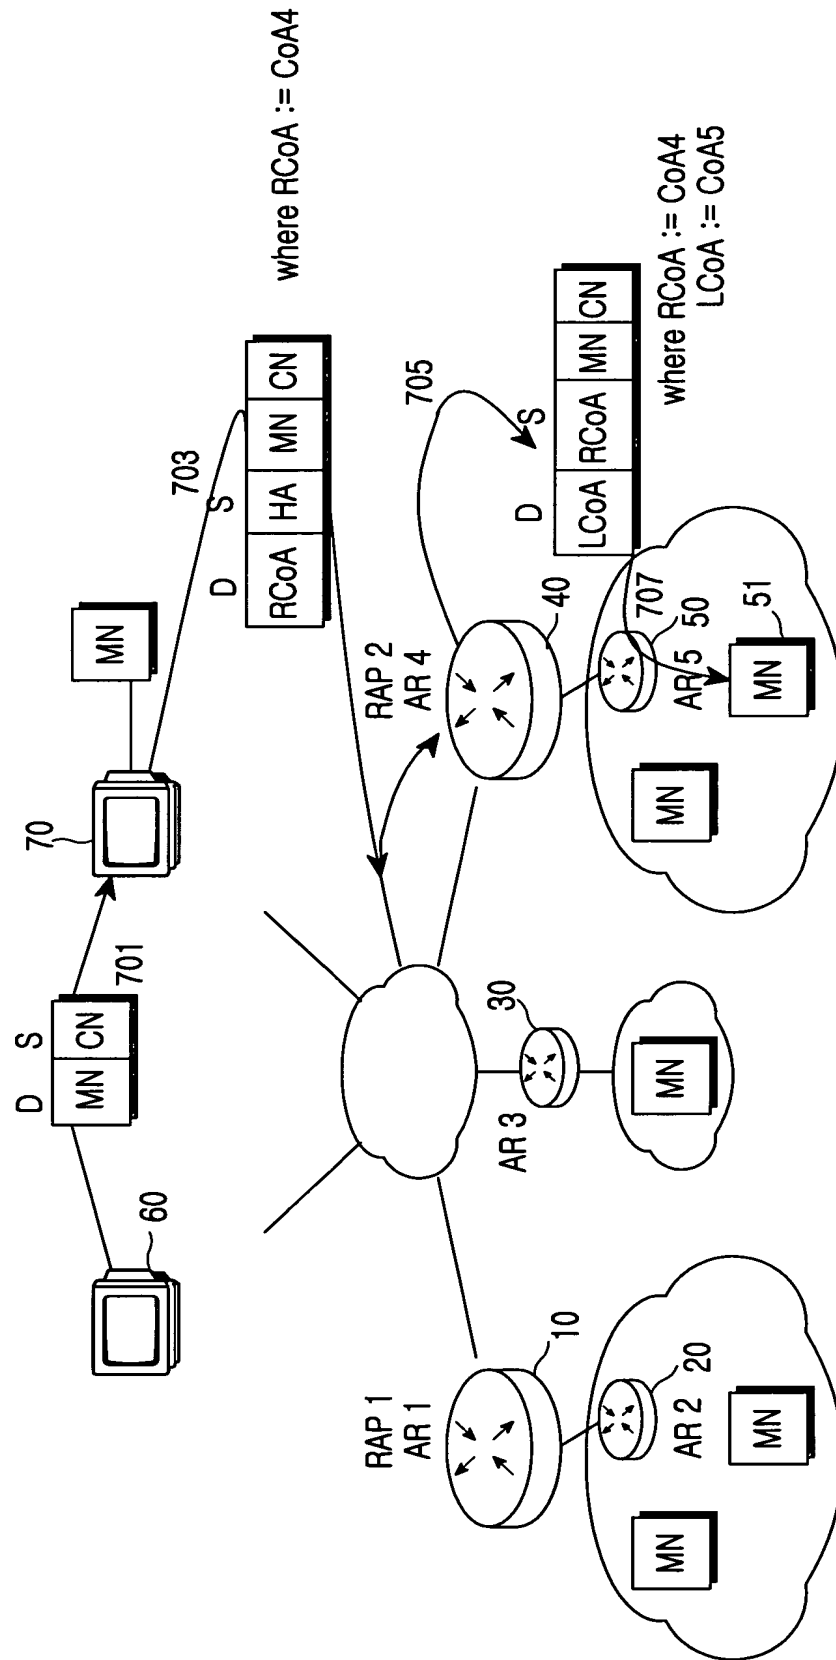 60
D S
MN CN
701
70
MN
703
D S
RCoA HA MN CN
where RCoA := CoA4
RAP 1
AR 1
10
AR 2
20
MN
MN
AR 3
30
MN
RAP 2
AR 4
40
705
D S
LCoA RCoA MN CN
where RCoA := CoA4
LCoA := CoA5
707
AR 5
50
MN
MN
51